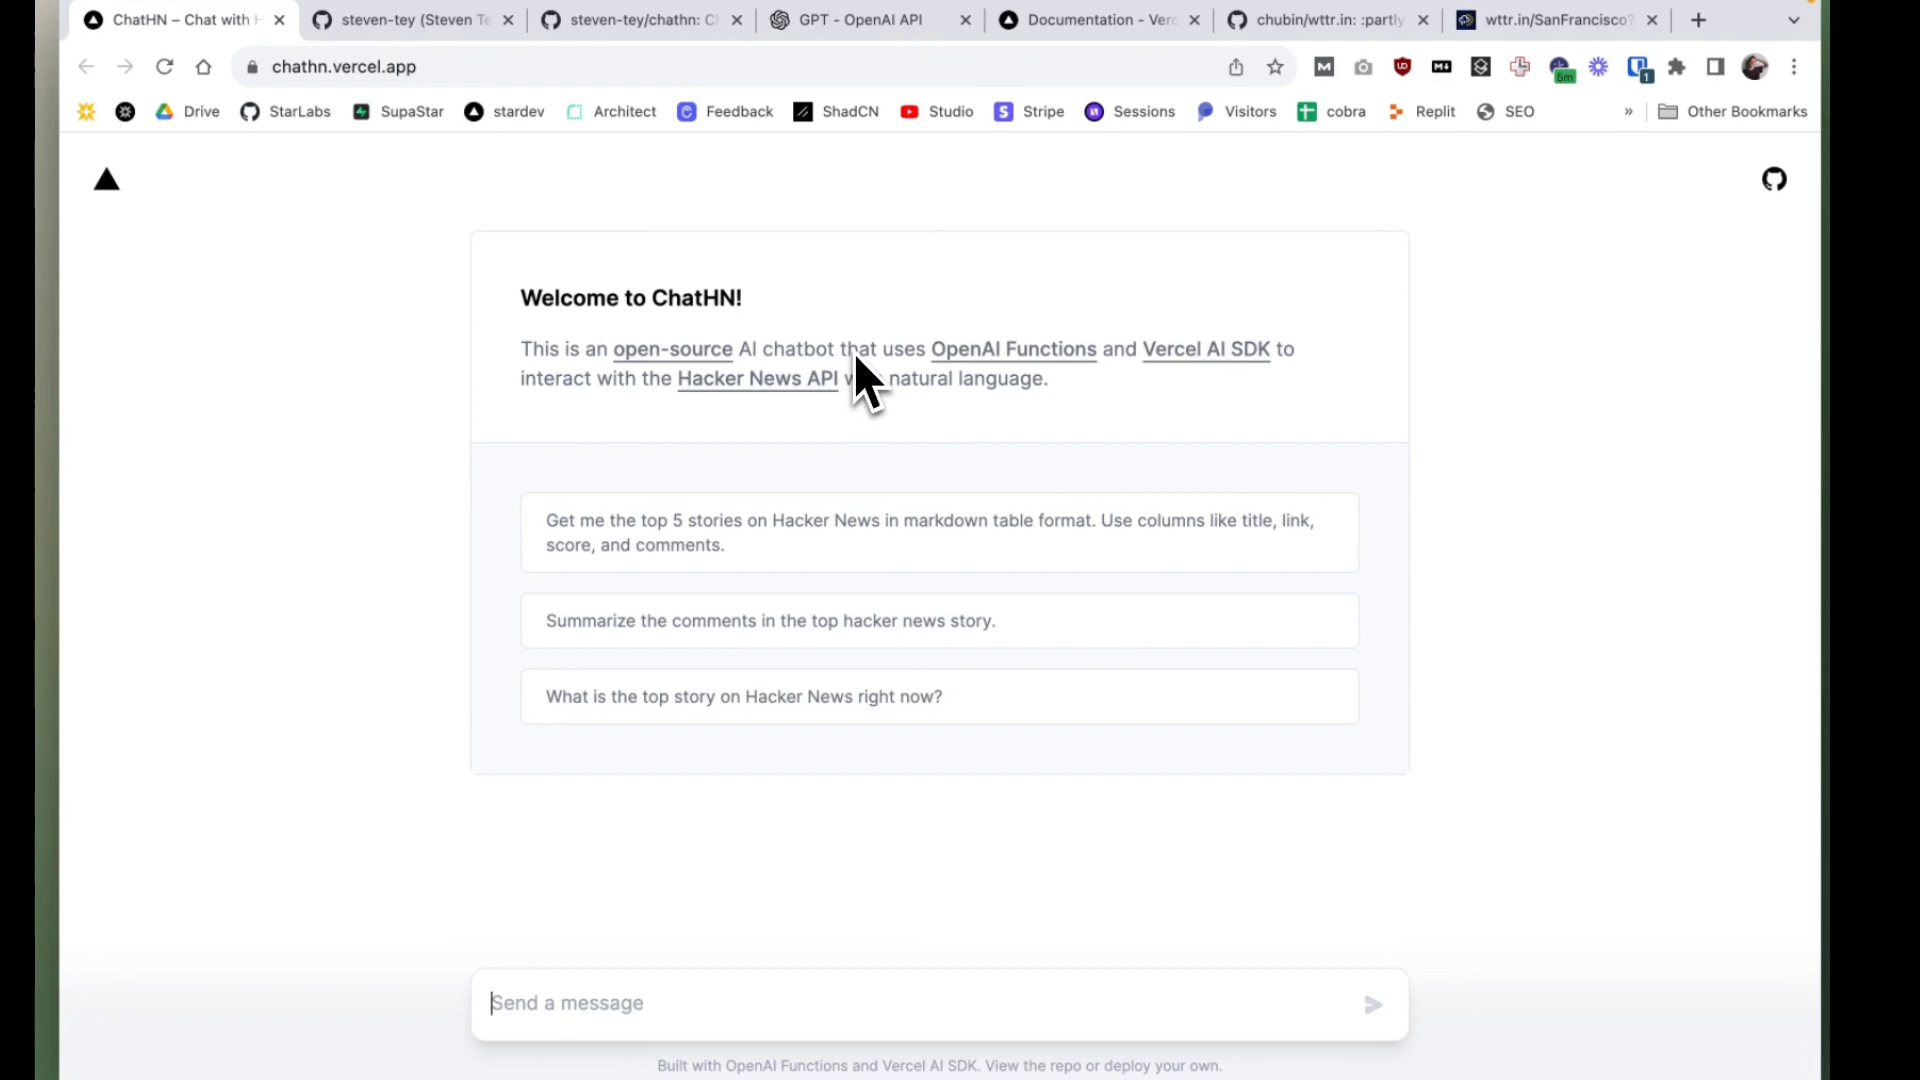 ChatHN – Chat with H
steven-tey (Steven Te
steven-tey/chathn: Cl
GPT - OpenAI API
Documentation - Verc
chubin/wttr.in: :partly
wttr.in/SanFrancisco?
chathn.vercel.app
5m
1
Drive
StarLabs
SupaStar
stardev
Architect
Feedback
ShadCN
Studio
Stripe
Sessions
Visitors
cobra
Replit
SEO
»
Other Bookmarks
Welcome to ChatHN!
This is an open-source AI chatbot that uses OpenAI Functions and Vercel AI SDK to
interact with the Hacker News API natural language.
Get me the top 5 stories on Hacker News in markdown table format. Use columns like title, link,
score, and comments.
Summarize the comments in the top hacker news story.
What is the top story on Hacker News right now?
Send a message
Built with OpenAI Functions and Vercel AI SDK. View the repo or deploy your own.